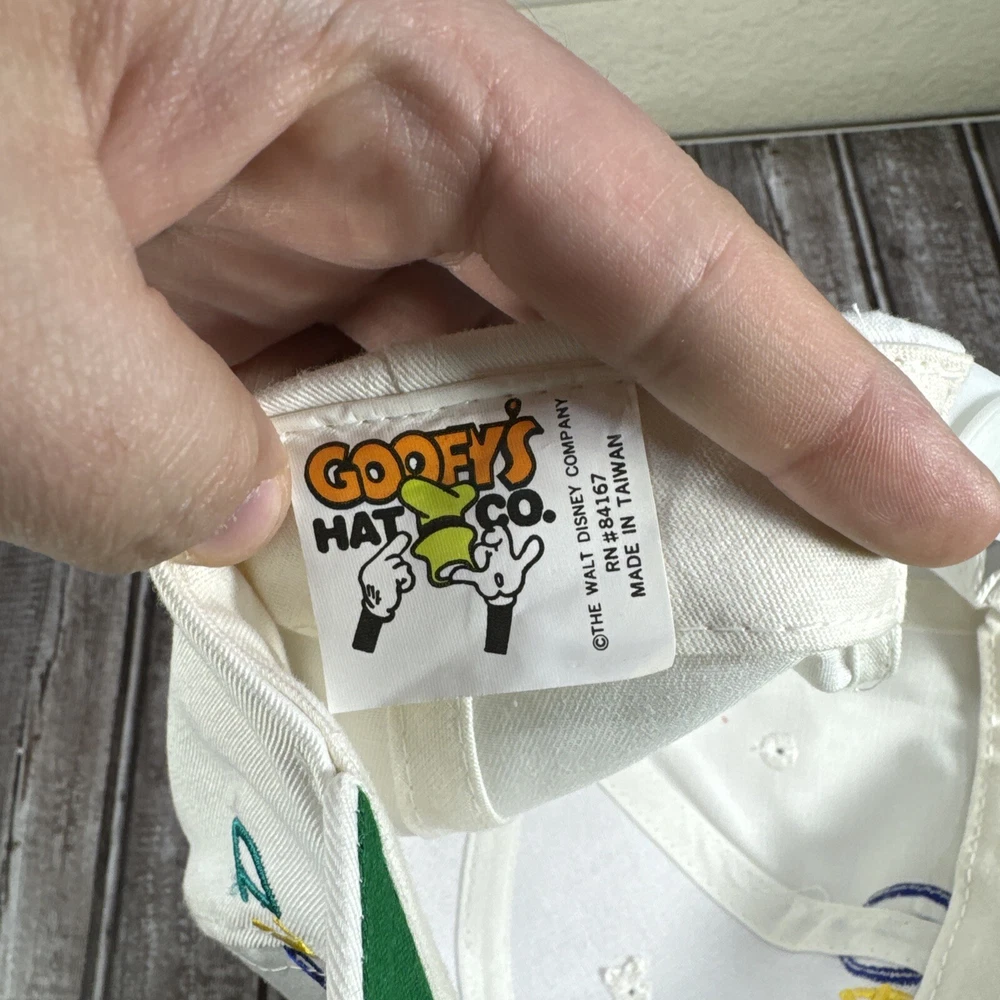 GOOFY'S
HAT CO.
©THE WALT DISNEY COMPANY
RN#84167
MADE IN TAIWAN